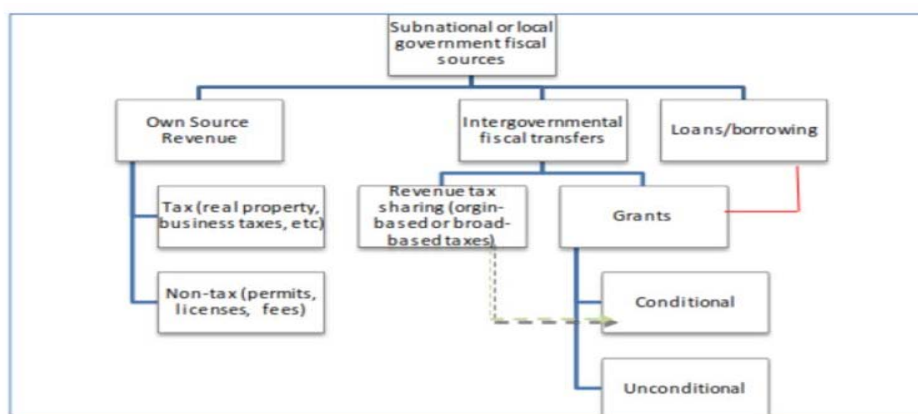 Subnational or local
government fiscal
sources
Own Source
Revenue
Intergovernmental
fiscal transfers
Loans/borrowing
Tax (real property,
business taxes, etc)
Revenue tax
sharing (orgin-
based or broad-
based taxes)
Grants
Non-tax (permits,
licenses, fees)
Conditional
Unconditional